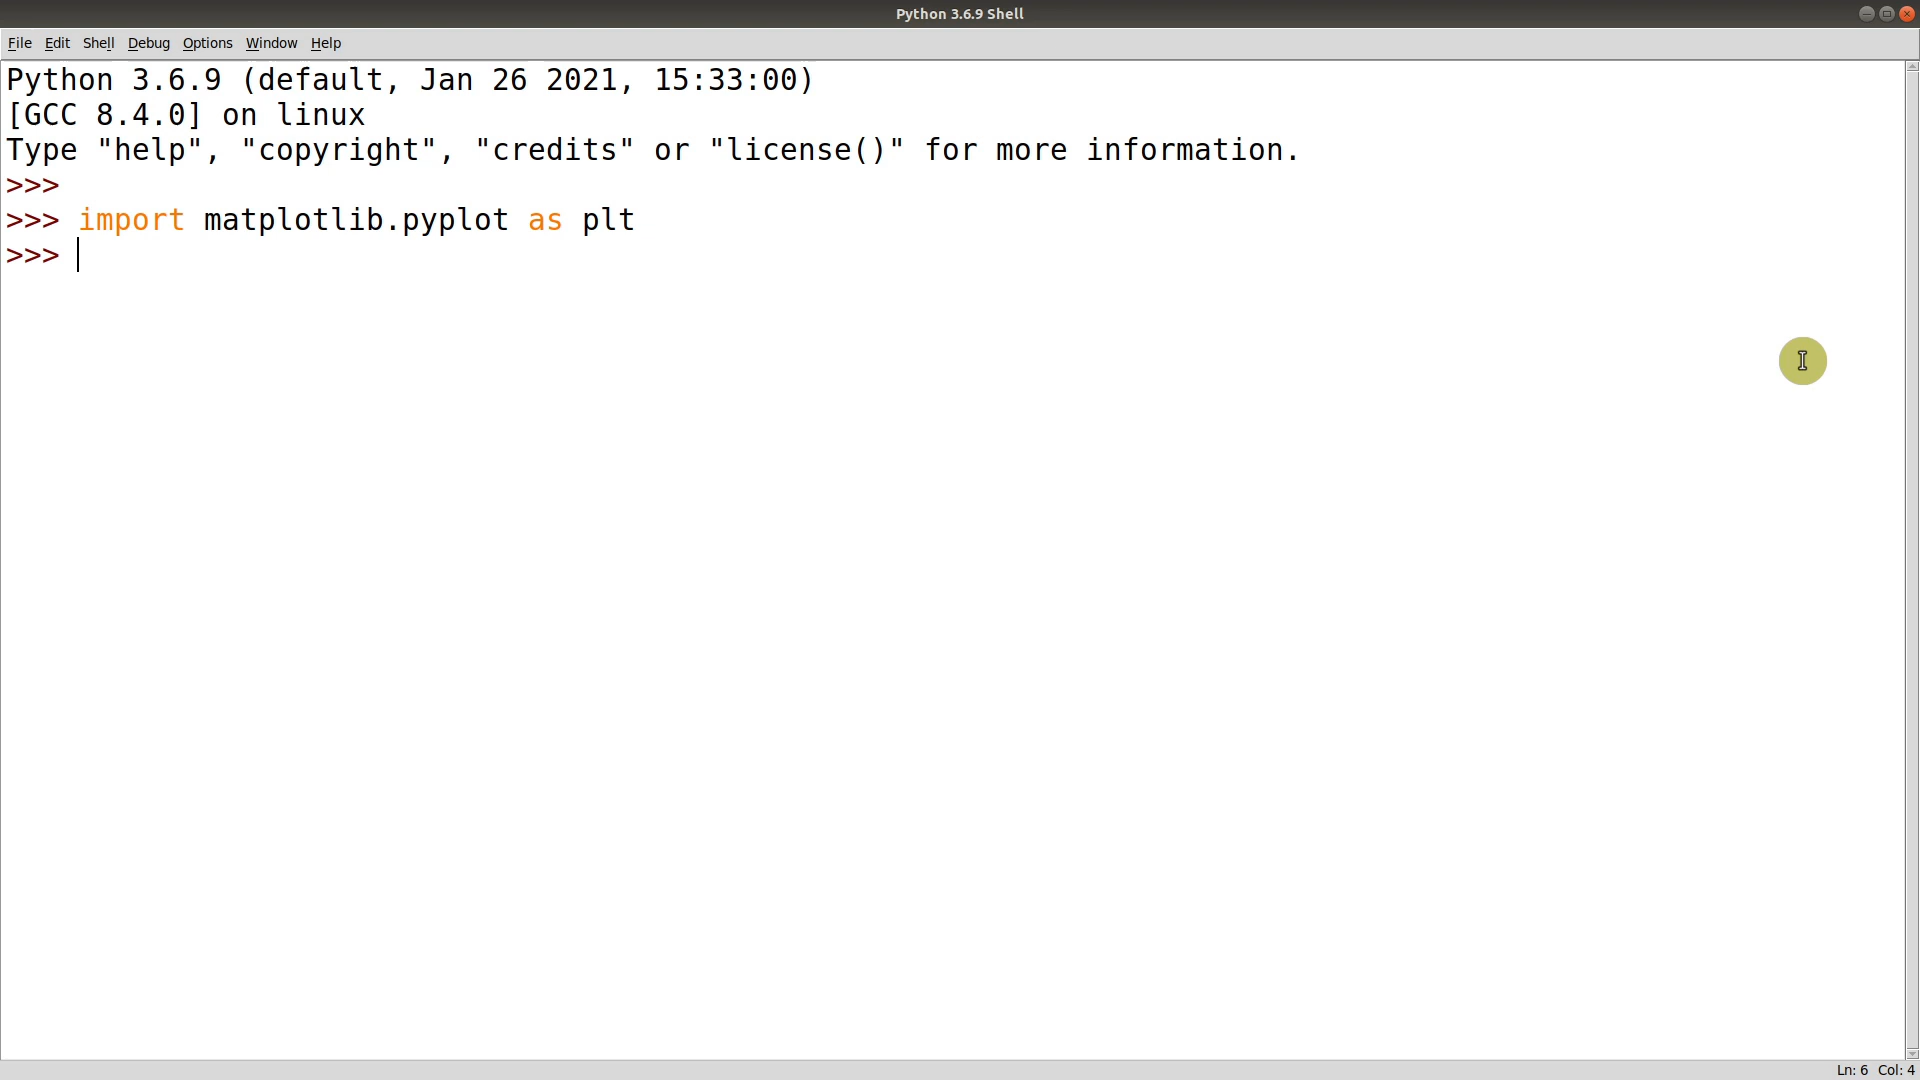 Python 3.6.9 Shell
File Edit Shell Debug Options Window Help
Python 3.6.9 (default, Jan 26 2021, 15:33:00)
[GCC 8.4.0] on linux
Type "help", "copyright", "credits" or "license()" for more information.
>>>
>>> import matplotlib.pyplot as plt
>>>
Ln: 6 Col: 4